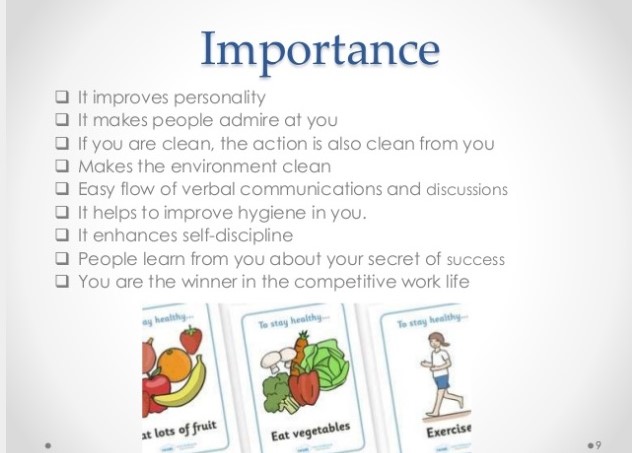 Importance
It improves personality
It makes people admire at you
If you are clean, the action is also clean from you
Makes the environment clean
Easy flow of verbal communications and discussions
It helps to improve hygiene in you.
It enhances self-discipline
People learn from you about your secret of success
You are the winner in the competitive work life
ay healthy...
at lots of fruit
To stay healthy...
Eat vegetables
To stay healthy...
Exercise
9